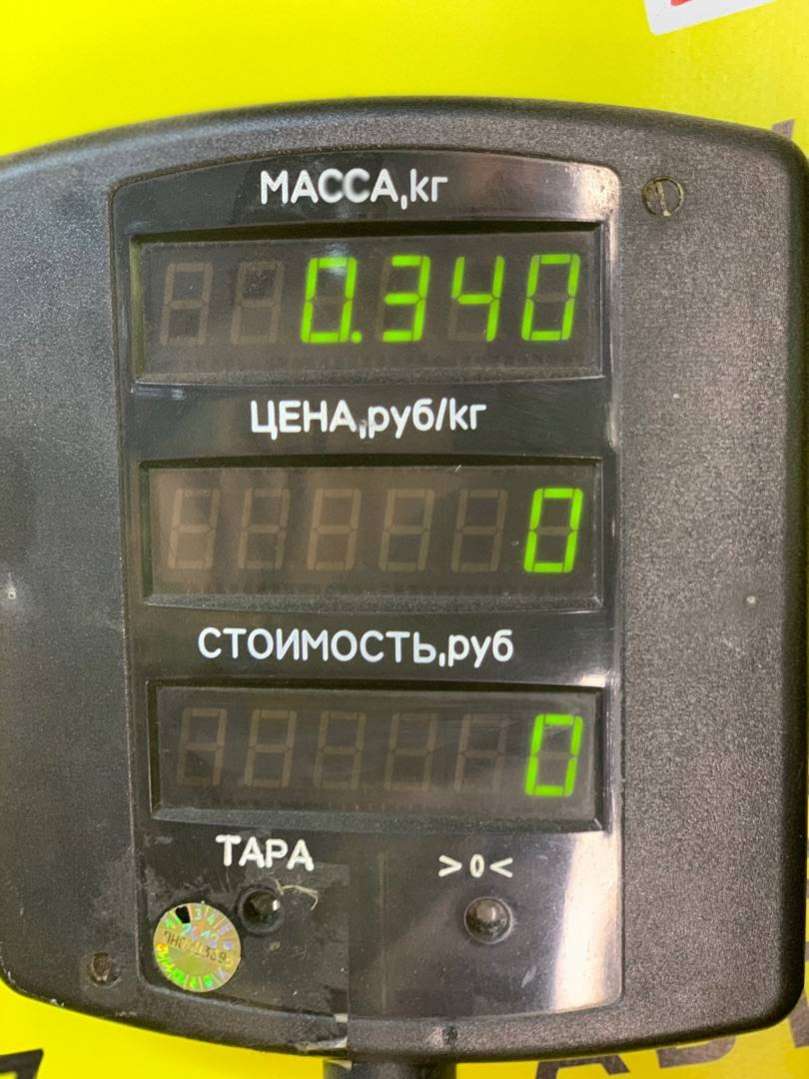 МАССА,кг
0.340
ЦЕНА,руб/кг
0
СТОИМОСТЬ,руб
0
ТАРА >0<